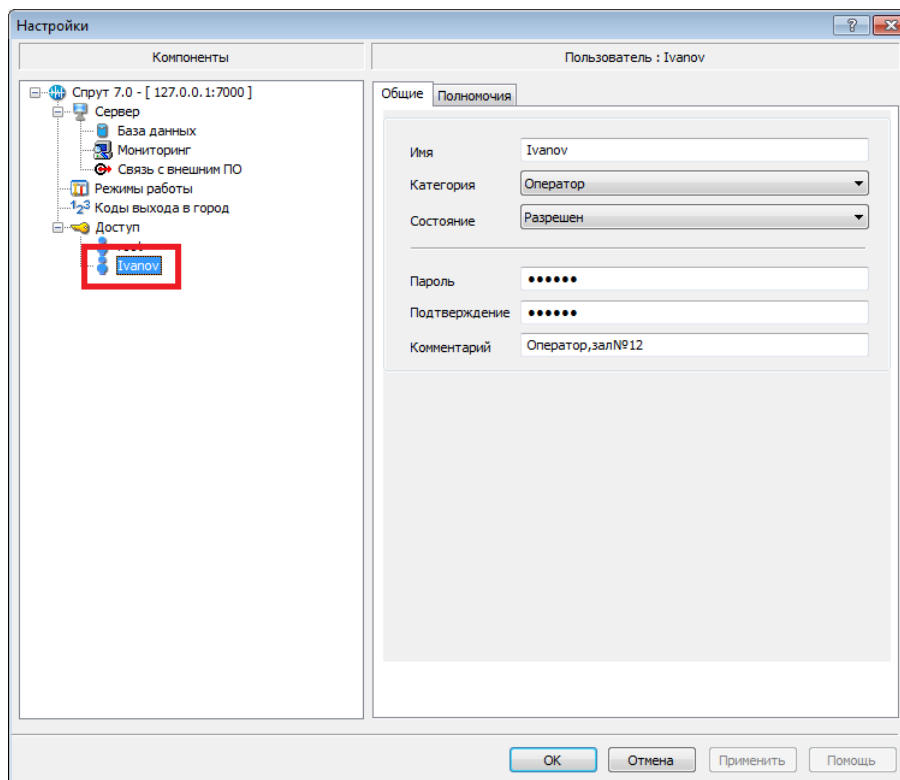 Настройки
Компоненты
Пользователь : Ivanov
Спрут 7.0 - [ 127.0.0.1:7000 ]
Сервер
База данных
Мониторинг
Связь с внешним ПО
Режимы работы
Коды выхода в город
Доступ
Ivanov
Общие
Полномочия
Имя
Ivanov
Категория
Оператор
Состояние
Разрешен
Пароль
••••••
Подтверждение
••••••
Комментарий
Оператор,зал№12
OK
Отмена
Применить
Помощь